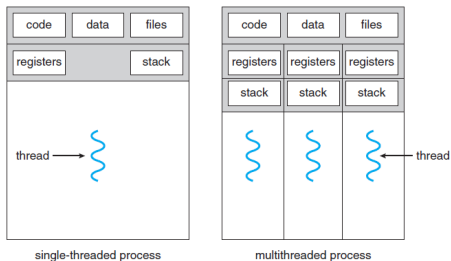 code data files
registers stack
thread
single-threaded process
code data files
registers registers registers
stack stack stack
thread
multithreaded process